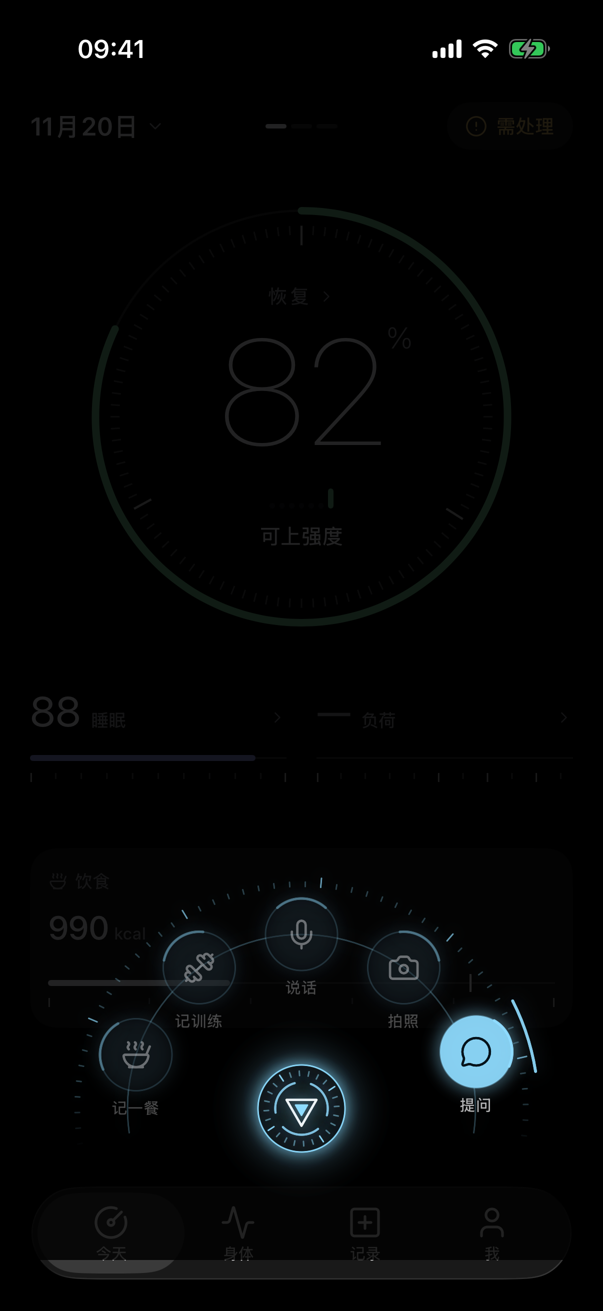 09:41
11月20日
需处理
恢复
82%
可上强度
88 睡眠
— 负荷
饮食
990 kcal
说话
记训练
拍照
记一餐
提问
今天
身体
记录
我